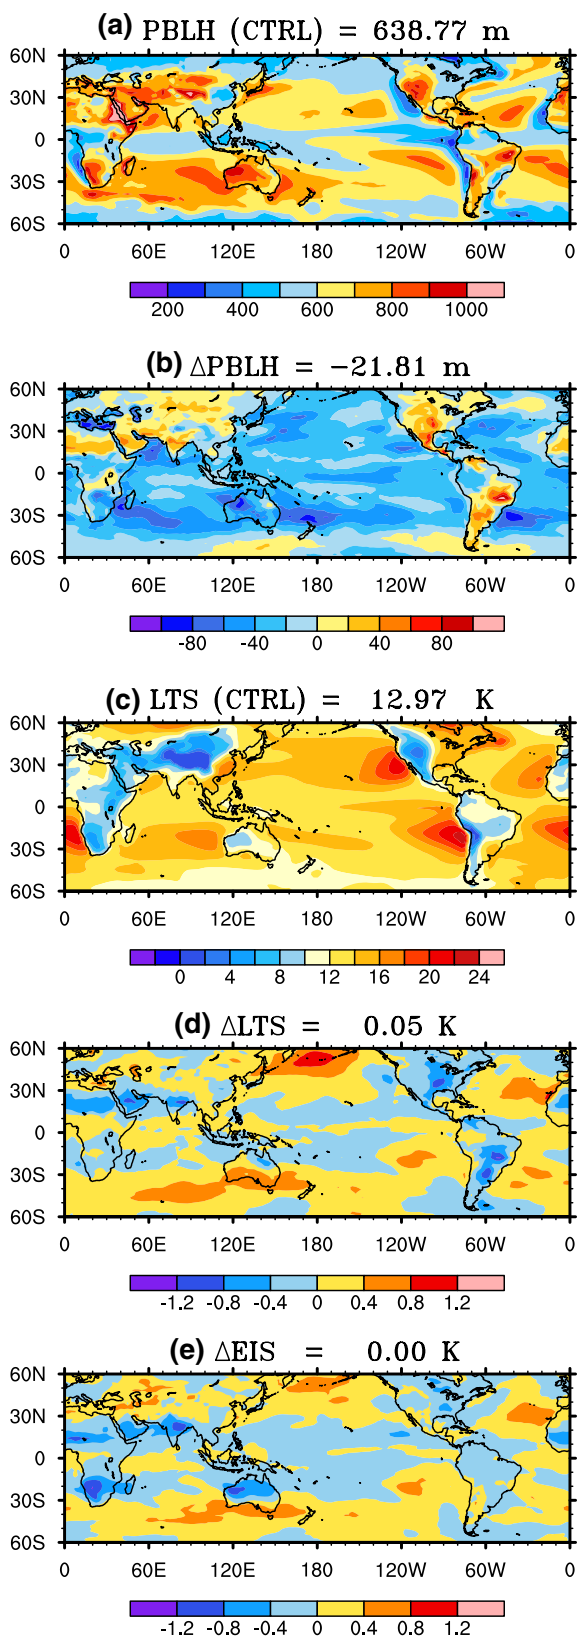 (a) PBLH (CTRL) = 638.77 m
60N
30N
0
30S
60S
0 60E 120E 180 120W 60W 0
200 400 600 800 1000
(b) ΔPBLH = −21.81 m
60N
30N
0
30S
60S
0 60E 120E 180 120W 60W 0
-80 -40 0 40 80
(c) LTS (CTRL) = 12.97 K
60N
30N
0
30S
60S
0 60E 120E 180 120W 60W 0
0 4 8 12 16 20 24
(d) ΔLTS = 0.05 K
60N
30N
0
30S
60S
0 60E 120E 180 120W 60W 0
-1.2 -0.8 -0.4 0 0.4 0.8 1.2
(e) ΔEIS = 0.00 K
60N
30N
0
30S
60S
0 60E 120E 180 120W 60W 0
-1.2 -0.8 -0.4 0 0.4 0.8 1.2